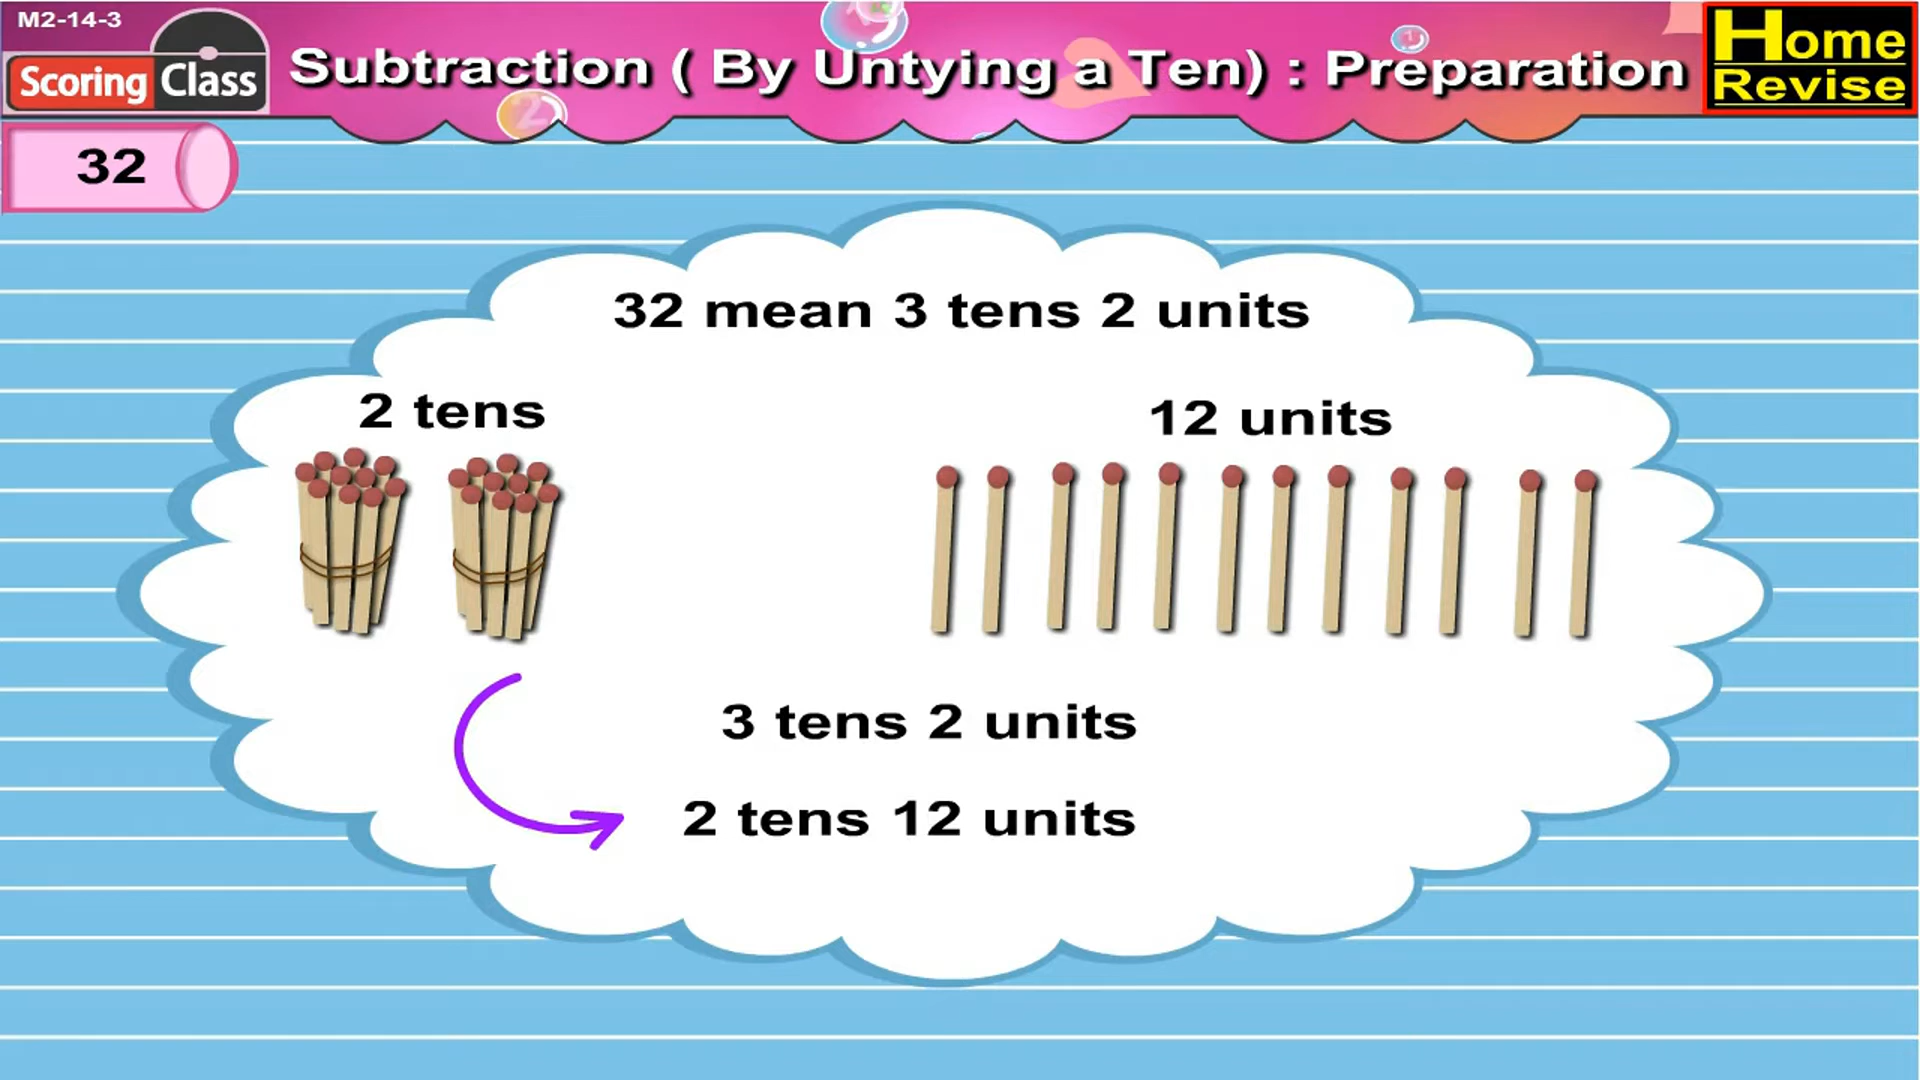 M2-14-3
Scoring Class
Subtraction ( By Untying a Ten) : Preparation
Home
Revise
32
32 mean 3 tens 2 units
2 tens
12 units
3 tens 2 units
2 tens 12 units